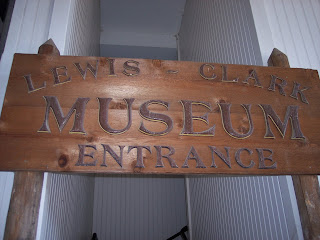 LEWIS - CLARK
MUSEUM
ENTRANCE